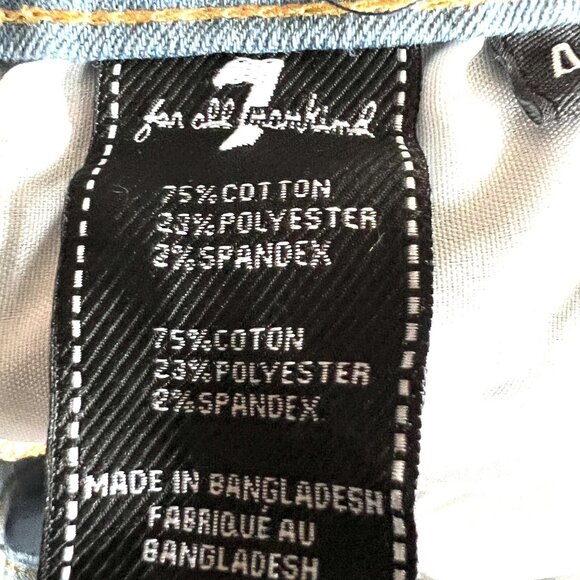 7
for all mankind
75%COTTON
23%POLYESTER
2%SPANDEX
75%COTON
23%POLYESTER
2%SPANDEX
MADE IN BANGLADESH
FABRIQUÉ AU
BANGLADESH